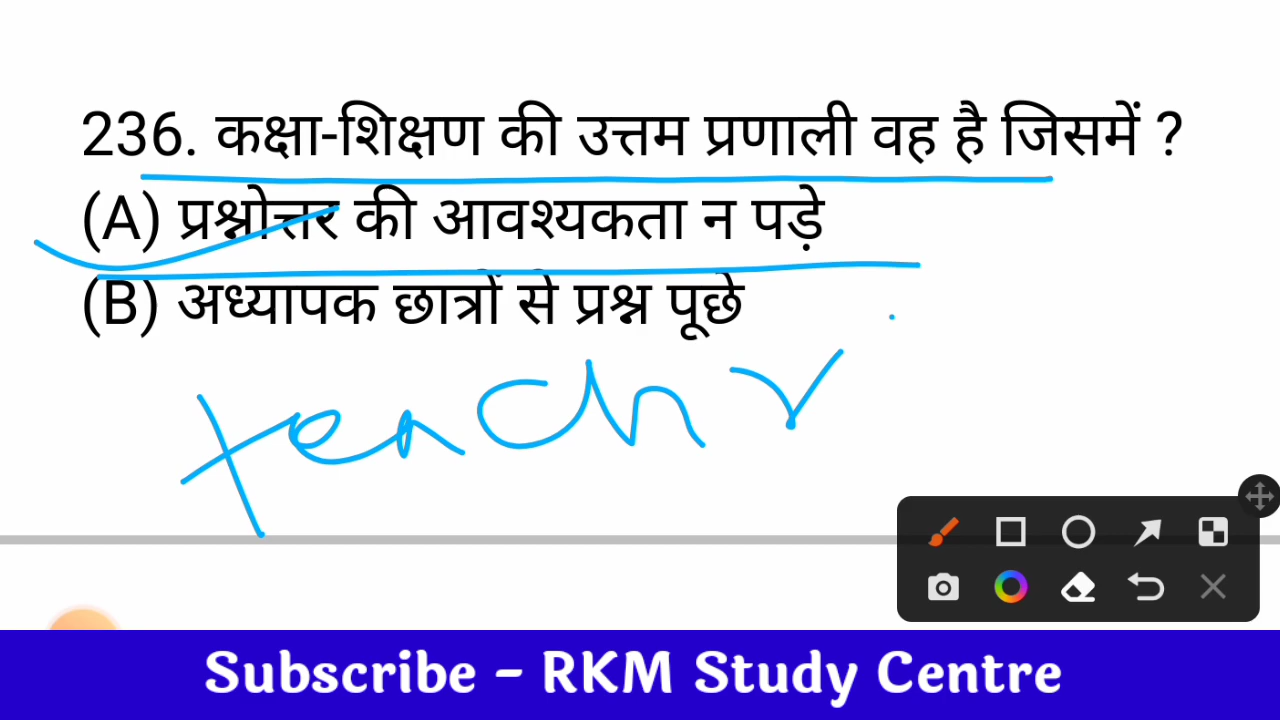 236. कक्षा-शिक्षण की उत्तम प्रणाली वह है जिसमें ?
(A) प्रश्नोत्तर की आवश्यकता न पड़े
(B) अध्यापक छात्रों से प्रश्न पूछे
teachr
Subscribe - RKM Study Centre